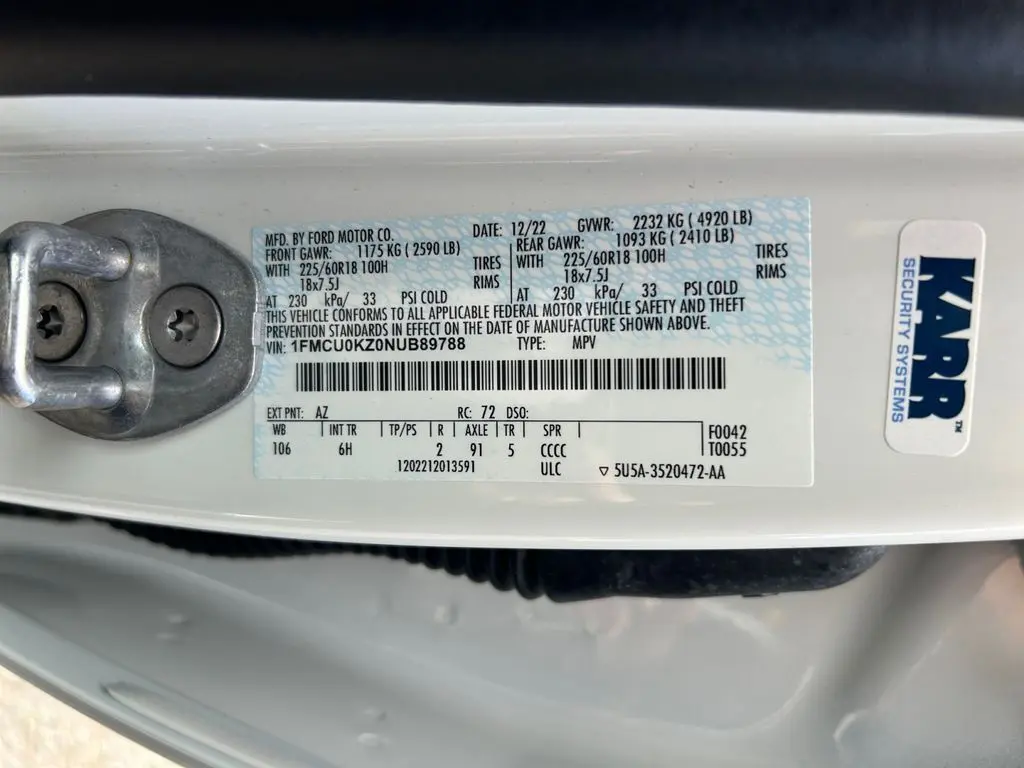 MFD. BY FORD MOTOR CO. DATE: 12/22 GVWR: 2232 KG ( 4920 LB)
FRONT GAWR: 1175 KG ( 2590 LB) REAR GAWR: 1093 KG ( 2410 LB)
WITH 225/60R18 100H TIRES WITH 225/60R18 100H TIRES
18x7.5J RIMS 18x7.5J RIMS
AT 230 kPa/ 33 PSI COLD AT 230 kPa/ 33 PSI COLD
THIS VEHICLE CONFORMS TO ALL APPLICABLE FEDERAL MOTOR VEHICLE SAFETY AND THEFT
PREVENTION STANDARDS IN EFFECT ON THE DATE OF MANUFACTURE SHOWN ABOVE.
VIN: 1FMCU0KZ0NUB89788 TYPE: MPV
EXT PNT: AZ RC: 72 DSO:
WB INT TR TP/PS R AXLE TR SPR F0042
106 6H 2 91 5 CCCC T0055
1202212013591 ULC ▽ 5U5A-3520472-AA
KARR™
SECURITY SYSTEMS